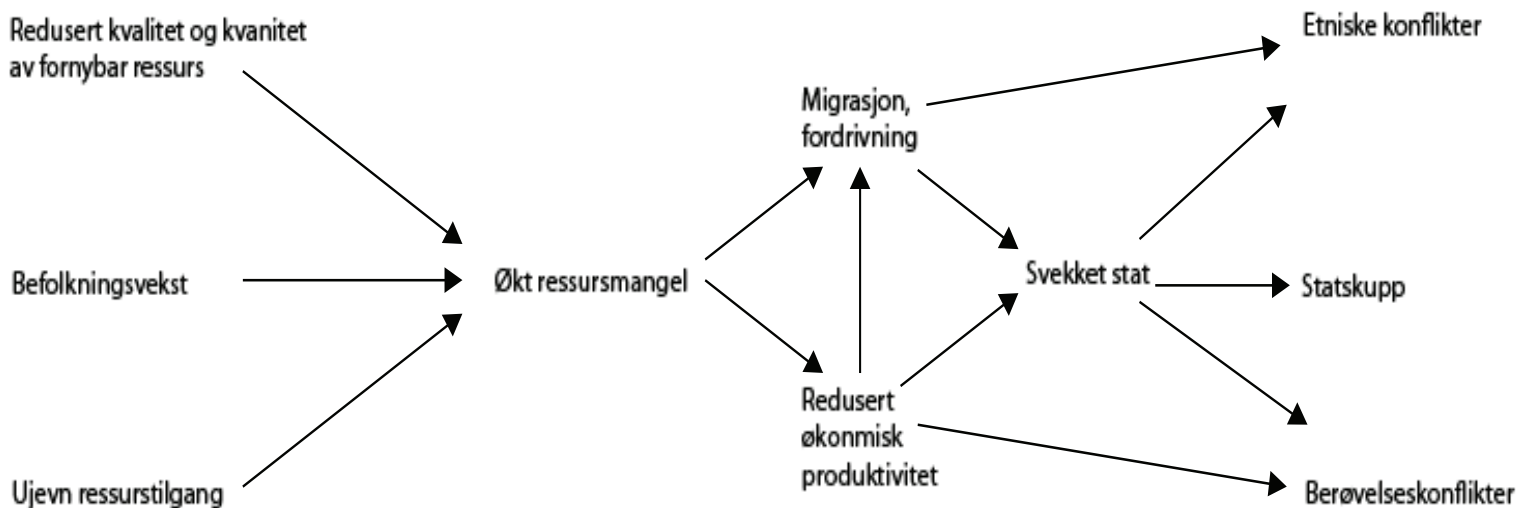 Redusert kvalitet og kvanitet
av fornybar ressurs
Befolkningsvekst
Ujevn ressurstilgang
Økt ressursmangel
Migrasjon,
fordrivning
Redusert
økonmisk
produktivitet
Svekket stat
Etniske konflikter
Statskupp
Berøvelseskonflikter